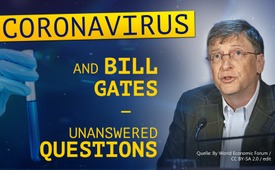 CORONAVIRUS
AND BILL
GATES
–
UNANSWERED
QUESTIONS
Quelle: By World Economic Forum /
CC BY-SA 2.0 / edit